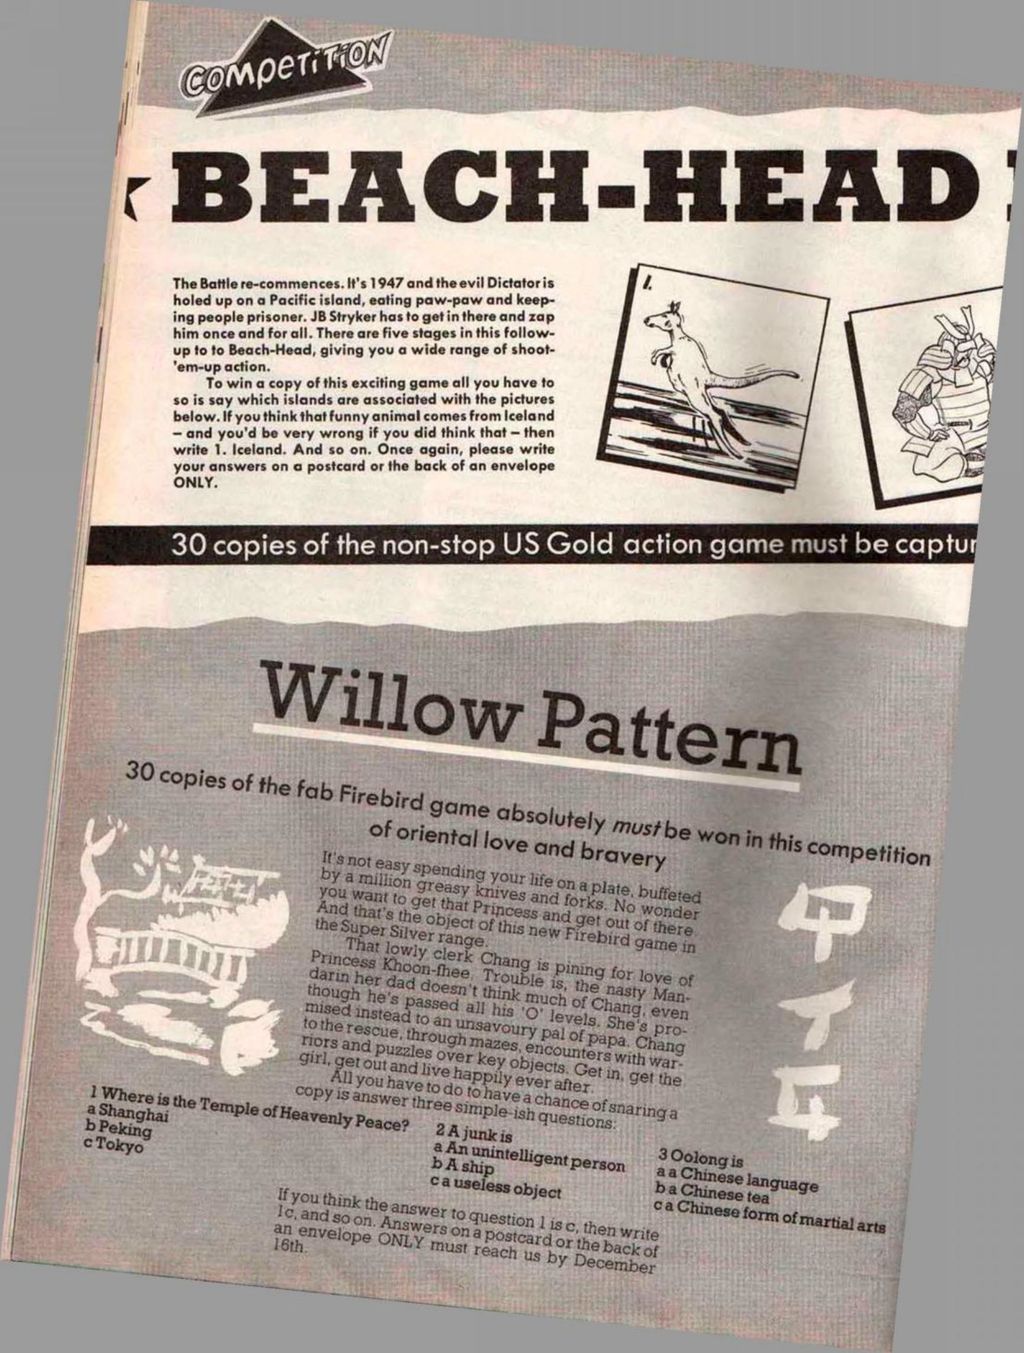 COMPETITION
BEACH-HEAD
The Battle re-commences. It's 1947 and the evil Dictator is
holed up on a Pacific island, eating paw-paw and keep-
ing people prisoner. JB Stryker has to get in there and zap
him once and for all. There are five stages in this follow-
up to to Beach-Head, giving you a wide range of shoot-
'em-up action.
To win a copy of this exciting game all you have to
so is say which islands are associated with the pictures
below. If you think that funny animal comes from Iceland
– and you'd be very wrong if you did think that – then
write 1. Iceland. And so on. Once again, please write
your answers on a postcard or the back of an envelope
ONLY.
1.
30 copies of the non-stop US Gold action game must be captur
Willow Pattern
30 copies of the fab Firebird game absolutely must be won in this competition
of oriental love and bravery
It's not easy spending your life on a plate, buffeted
by a million greasy knives and forks. No wonder
you want to get that Princess and get out of there.
And that's the object of this new Firebird game in
the Super Silver range.
That lowly clerk Chang is pining for love of
Princess Khoon-fhee. Trouble is, the nasty Man-
darin her dad doesn't think much of Chang, even
though he's passed all his 'O' levels. She's pro-
mised instead to an unsavoury pal of papa. Chang
to the rescue, through mazes, encounters with war-
riors and puzzles over key objects. Get in, get the
girl, get out and live happily ever after.
All you have to do to have a chance of snaring a
copy is answer three simple-ish questions:
1 Where is the Temple of Heavenly Peace?
a Shanghai
b Peking
c Tokyo
2 A junk is
a An unintelligent person
b A ship
c a useless object
3 Oolong is
a a Chinese language
b a Chinese tea
c a Chinese form of martial arts
If you think the answer to question 1 is c, then write
1c, and so on. Answers on a postcard or the back of
an envelope ONLY must reach us by December
16th.